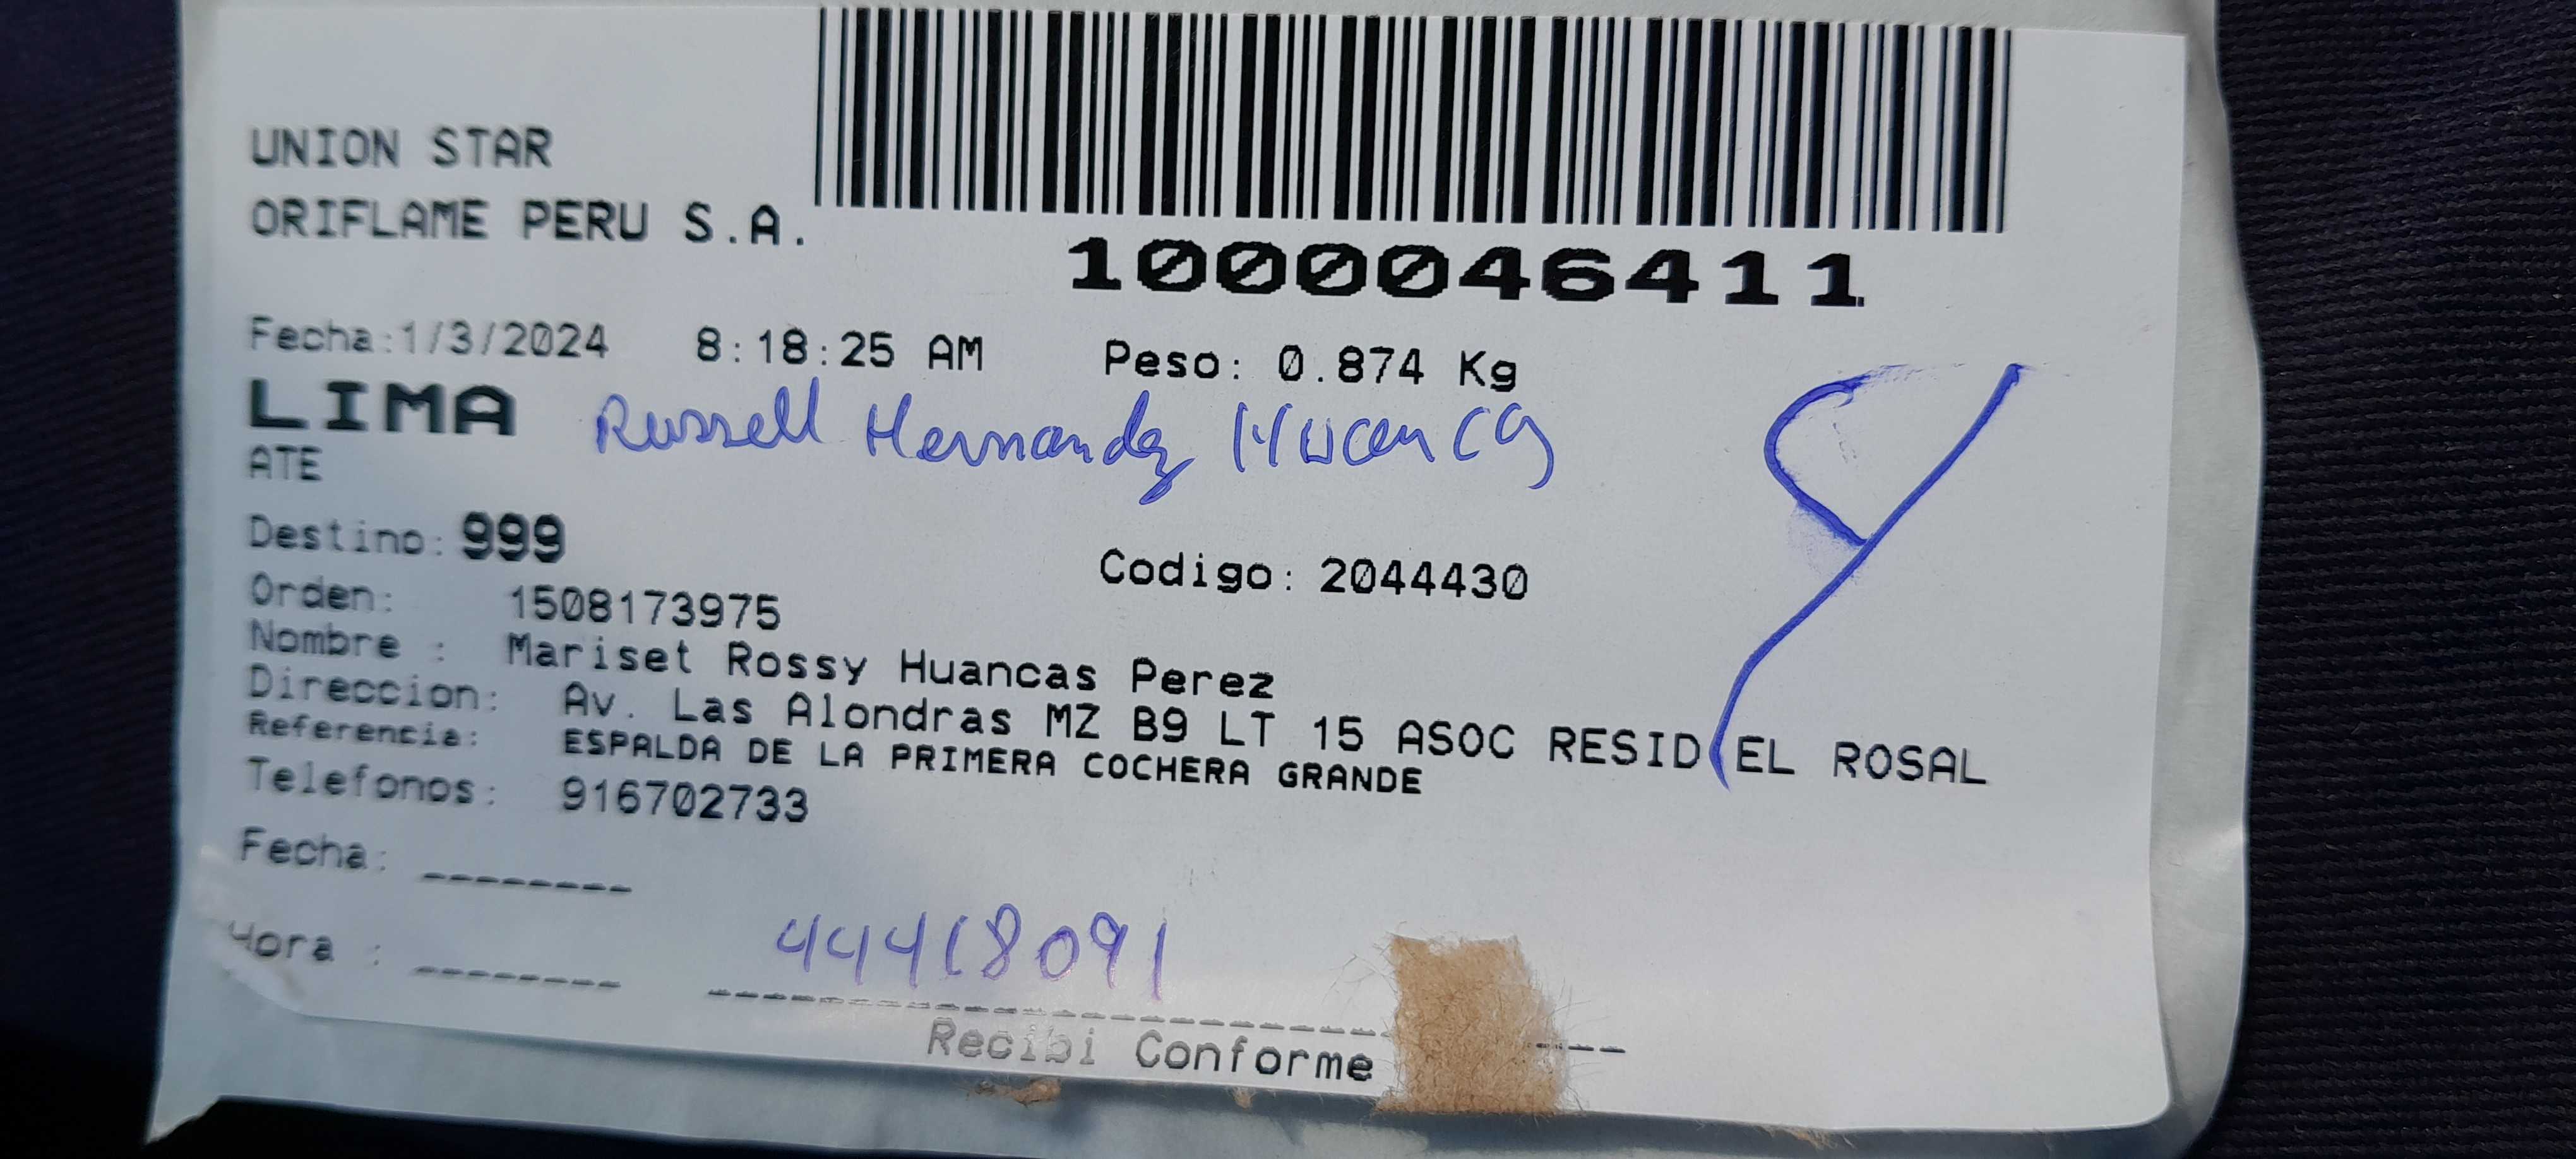 UNION STAR
ORIFLAME PERU S.A.
1000046411
Fecha:1/3/2024 8:18:25 AM Peso: 0.874 Kg
LIMA Russell Hernandez
ATE
Destino: 999
Codigo: 2044430
Orden: 1508173975
Nombre : Mariset Rossy Huancas Perez
Direccion: Av. Las Alondras MZ B9 LT 15 ASOC RESID EL ROSAL
Referencia: ESPALDA DE LA PRIMERA COCHERA GRANDE
Telefonos: 916702733
Fecha: ________
Hora : ________ 44418091
Recibi Conforme